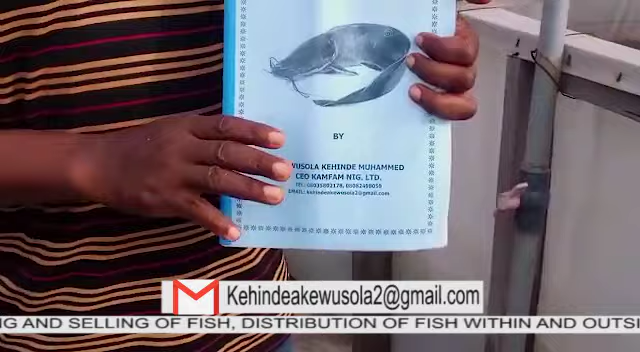 BY
WUSOLA KEHINDE MUHAMMED
CEO KAMFAM NIG. LTD.
Kehindeakewusola2@gmail.com
NG AND SELLING OF FISH, DISTRIBUTION OF FISH WITHIN AND OUTSI